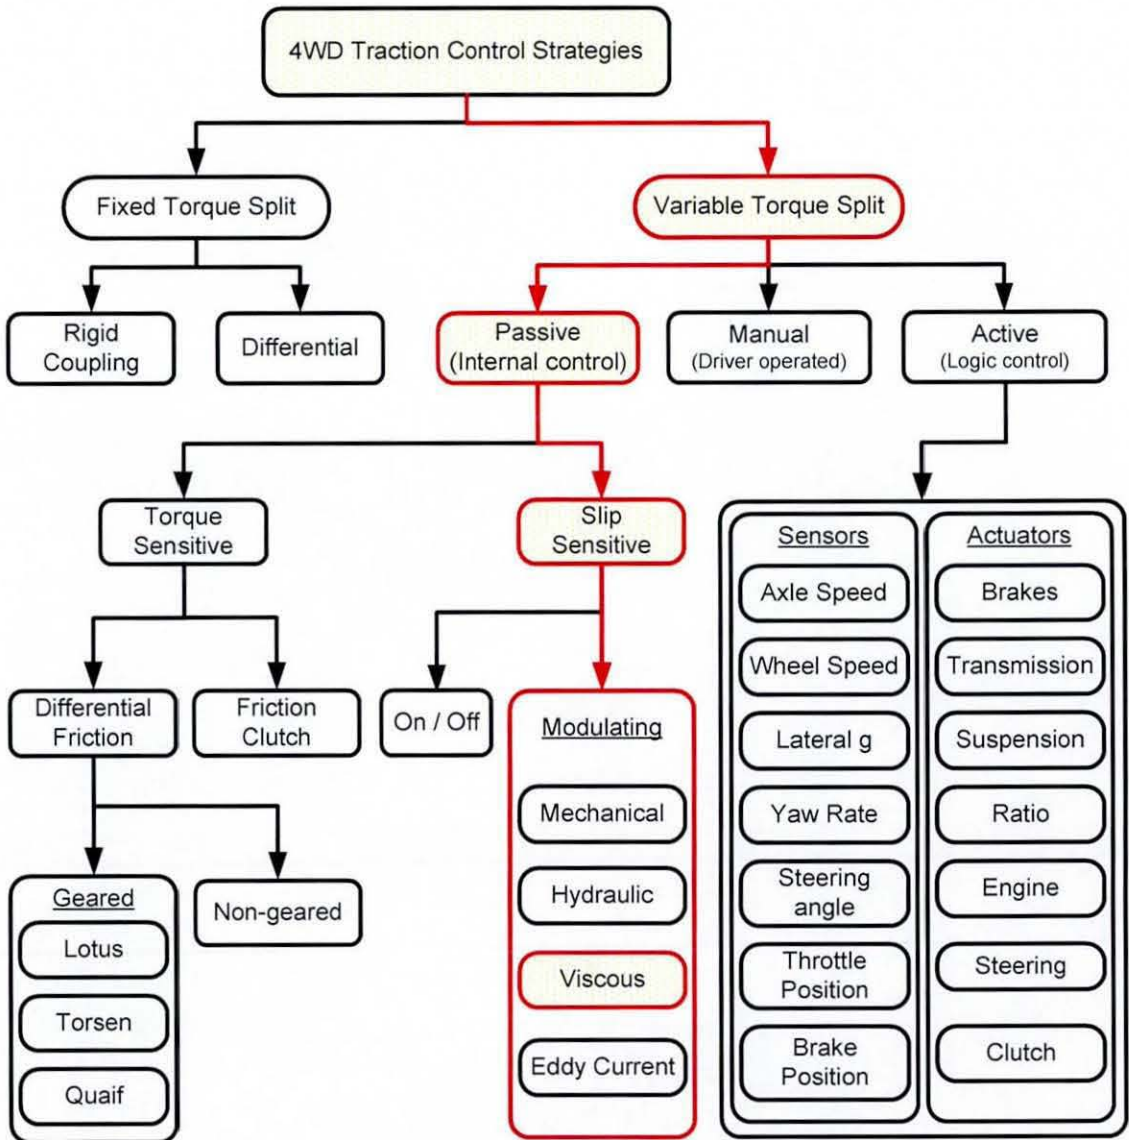 4WD Traction Control Strategies
Fixed Torque Split
Variable Torque Split
Rigid
Coupling
Differential
Passive
(Internal control)
Manual
(Driver operated)
Active
(Logic control)
Torque
Sensitive
Slip
Sensitive
Differential
Friction
Friction
Clutch
On / Off
Geared
Lotus
Torsen
Quaif
Non-geared
Modulating
Mechanical
Hydraulic
Viscous
Eddy Current
Sensors
Axle Speed
Wheel Speed
Lateral g
Yaw Rate
Steering
angle
Throttle
Position
Brake
Position
Actuators
Brakes
Transmission
Suspension
Ratio
Engine
Steering
Clutch